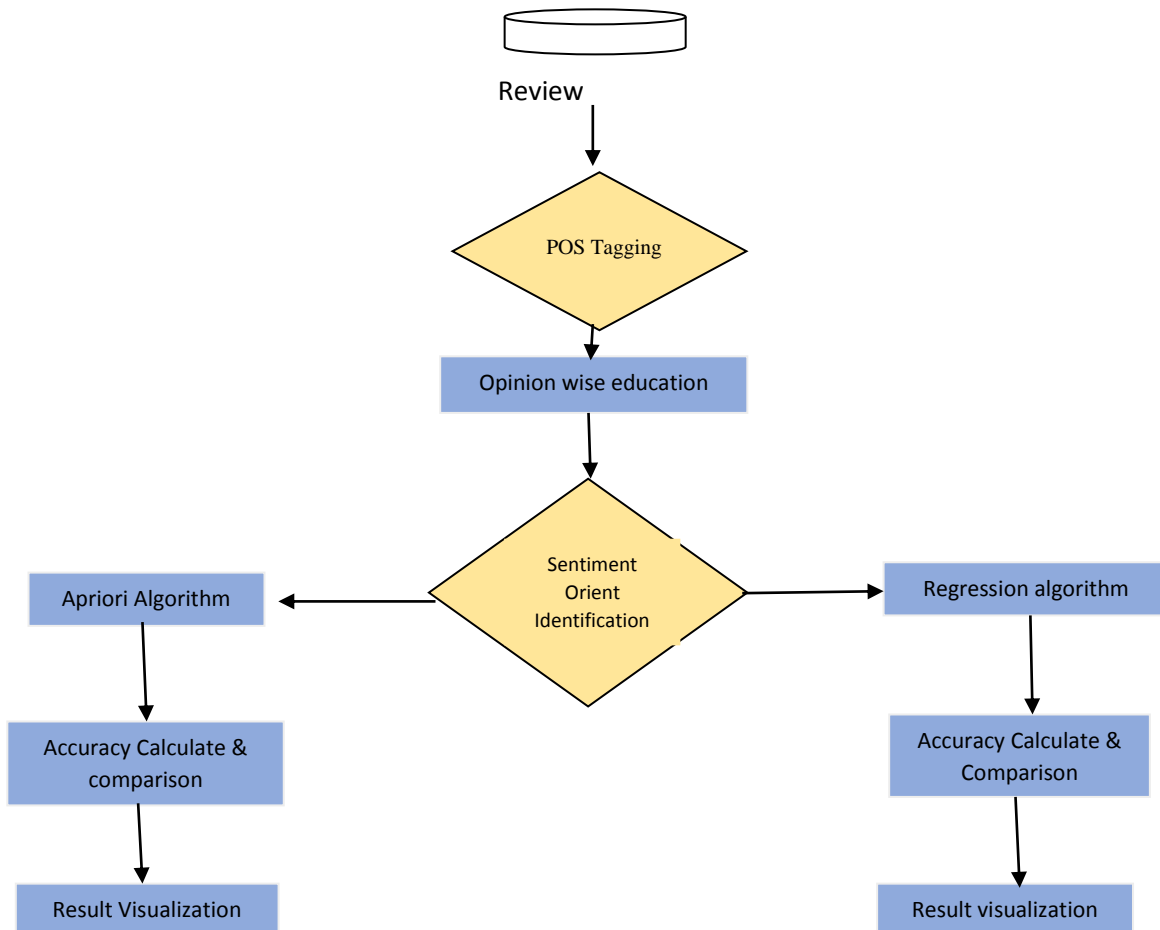 Review
POS Tagging
Opinion wise education
Sentiment
Orient
Identification
Apriori Algorithm
Regression algorithm
Accuracy Calculate &
comparison
Accuracy Calculate &
Comparison
Result Visualization
Result visualization